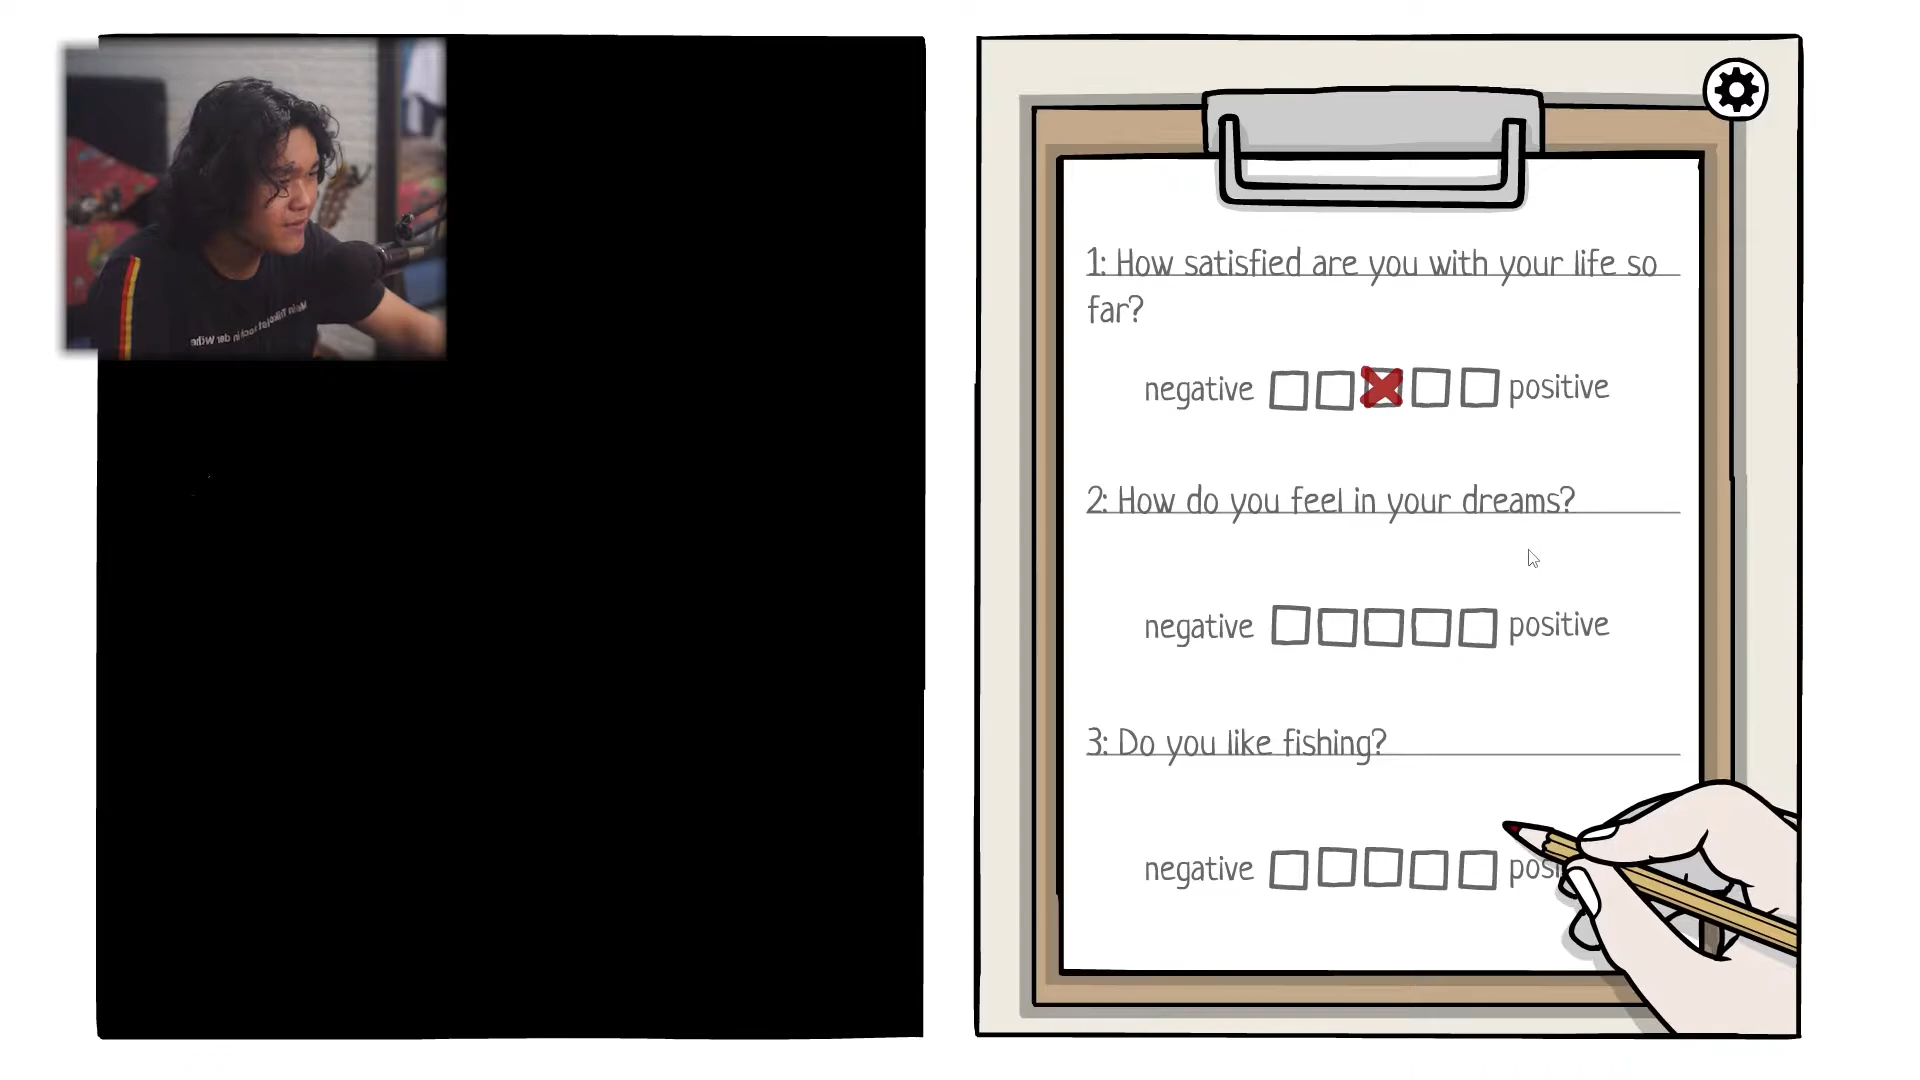 1: How satisfied are you with your life so
far?
negative positive
2: How do you feel in your dreams?
negative positive
3: Do you like fishing?
negative posi